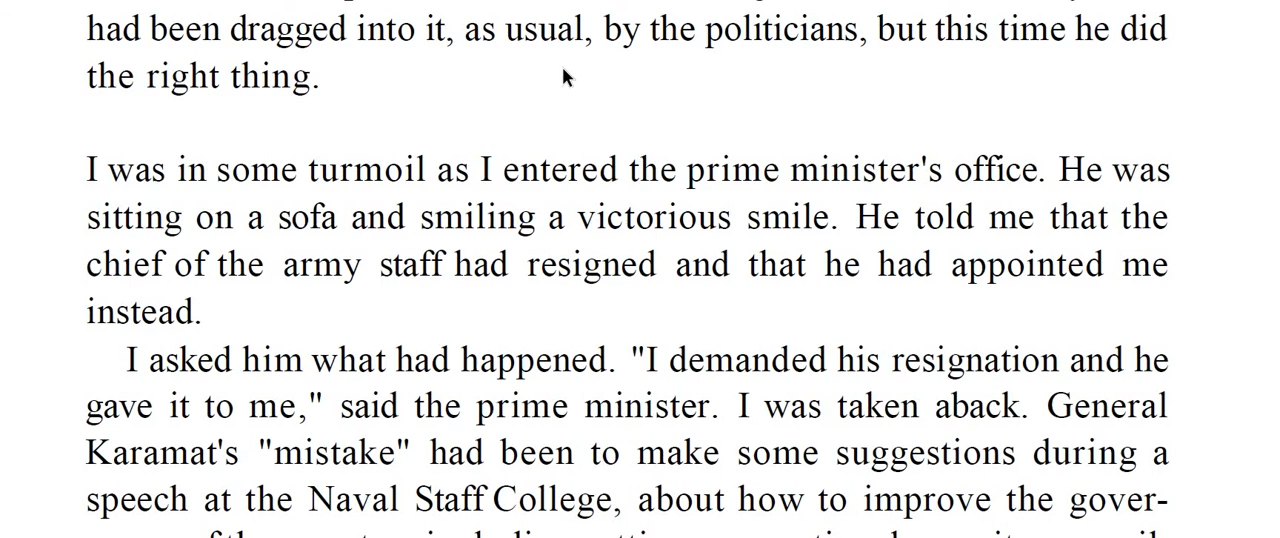 had been dragged into it, as usual, by the politicians, but this time he did
the right thing.
I was in some turmoil as I entered the prime minister's office. He was
sitting on a sofa and smiling a victorious smile. He told me that the
chief of the army staff had resigned and that he had appointed me
instead.
I asked him what had happened. "I demanded his resignation and he
gave it to me," said the prime minister. I was taken aback. General
Karamat's "mistake" had been to make some suggestions during a
speech at the Naval Staff College, about how to improve the gover-